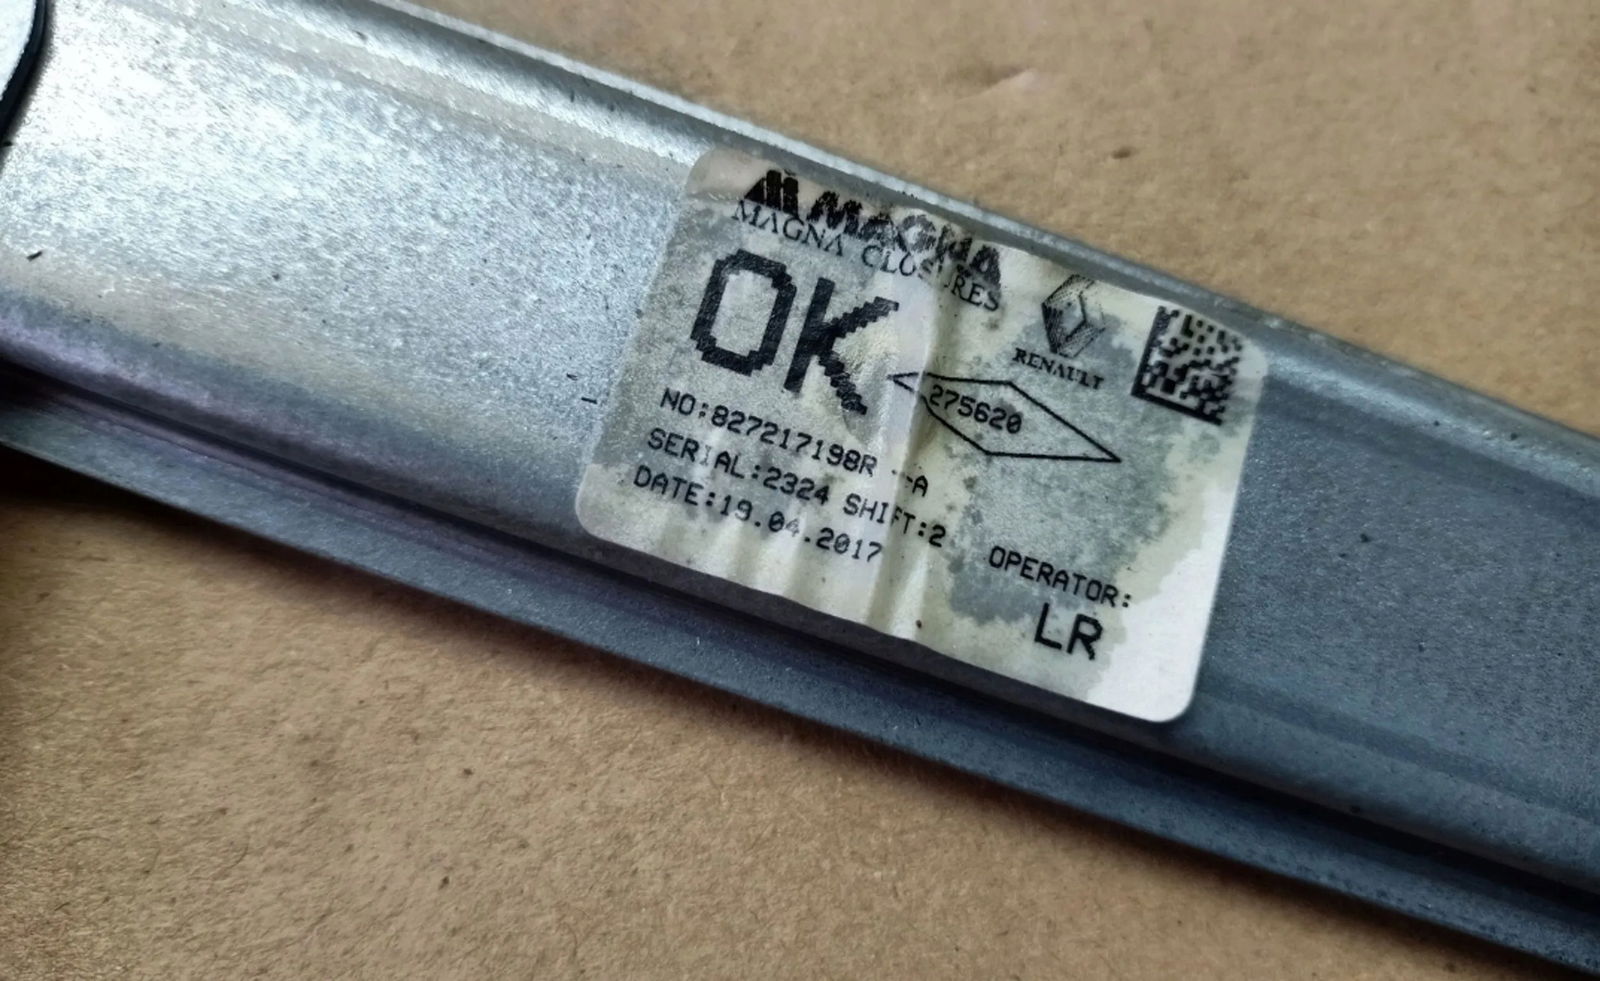 MAGNA
MAGNA CLOSURES
OK
RENAULT
275620
NO:827217198R --A
SERIAL:2324 SHIFT:2
DATE:19.04.2017
OPERATOR:
LR